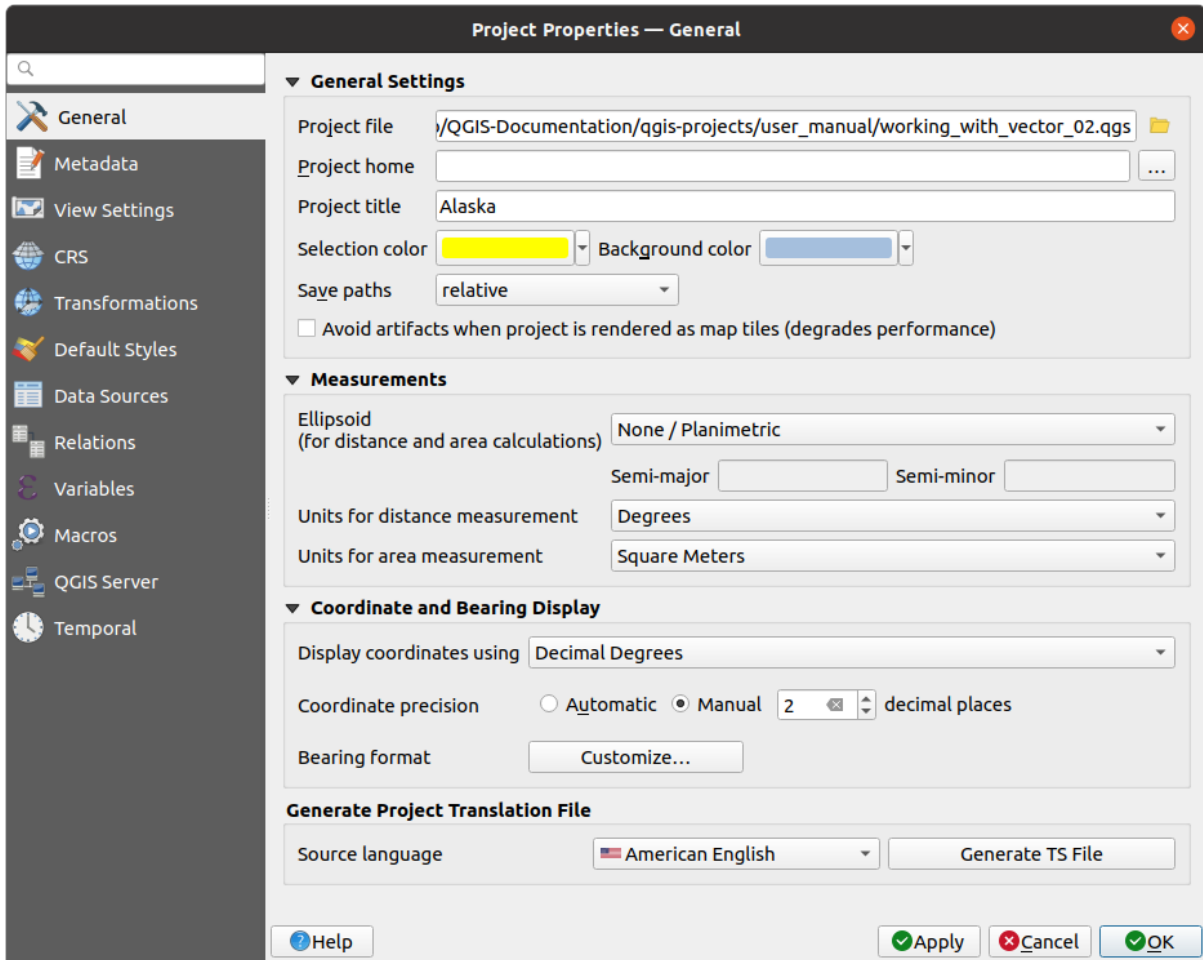 Project Properties — General
General Settings
General
Project file /QGIS-Documentation/qgis-projects/user_manual/working_with_vector_02.qgs
Metadata
Project home ...
View Settings
Project title Alaska
CRS
Selection color Background color
Transformations
Save paths relative
Avoid artifacts when project is rendered as map tiles (degrades performance)
Default Styles
Measurements
Data Sources
Ellipsoid
(for distance and area calculations) None / Planimetric
Relations
Semi-major Semi-minor
Variables
Units for distance measurement Degrees
Macros
Units for area measurement Square Meters
QGIS Server
Coordinate and Bearing Display
Temporal
Display coordinates using Decimal Degrees
Coordinate precision Automatic Manual 2 decimal places
Bearing format Customize…
Generate Project Translation File
Source language American English Generate TS File
Help Apply Cancel OK